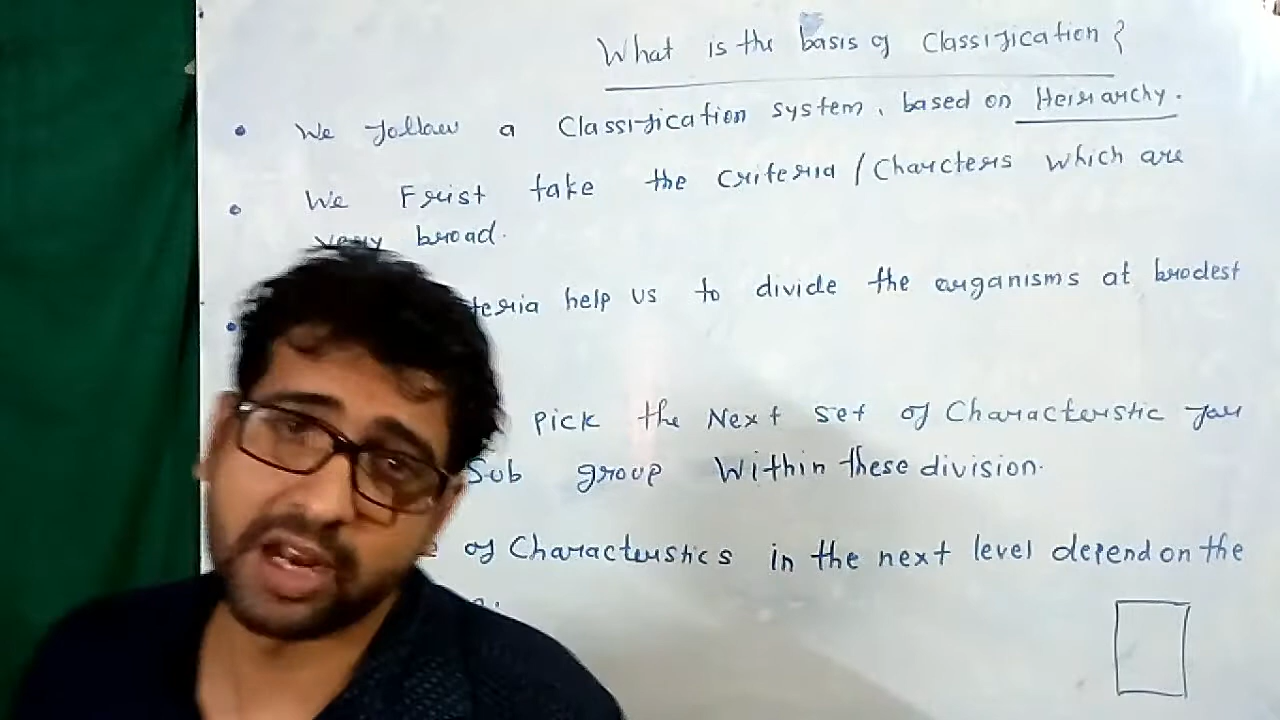 What is the basis of Classification ?
We follow a Classification system, based on Heirarchy.
We Frist take the Criteria / Charcters which are
very broad.
help us to divide the organisms at brodest
Pick the Next set of Characterstic for
Sub group Within these division.
of Characterstics in the next level depend on the